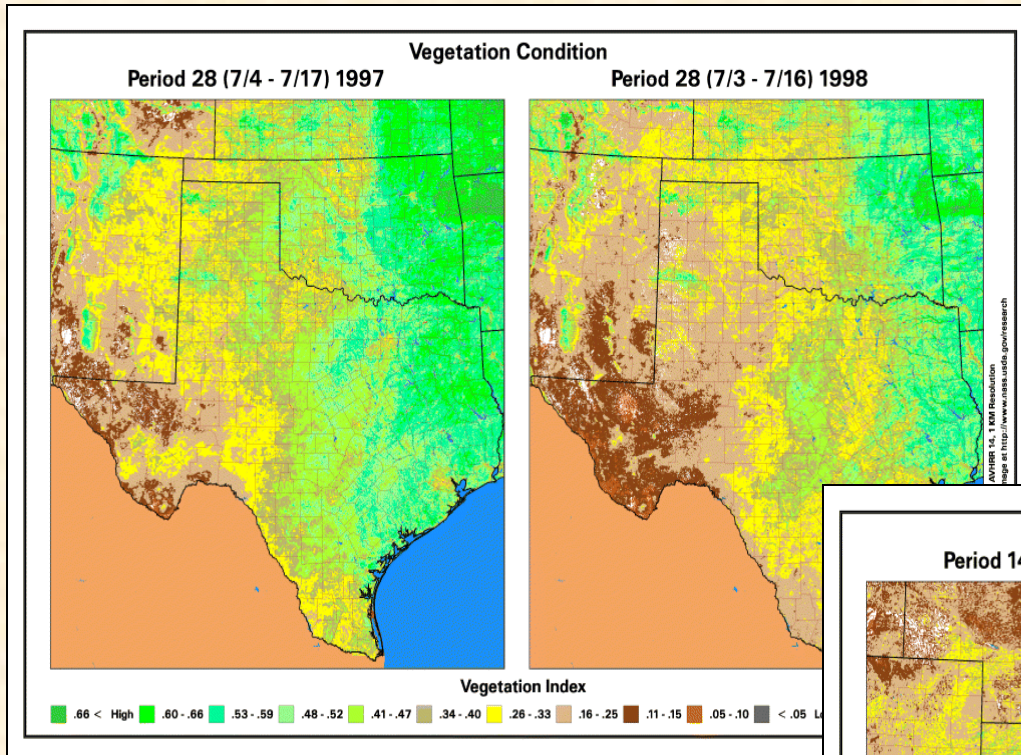 Vegetation Condition
Period 28 (7/4 - 7/17) 1997
Period 28 (7/3 - 7/16) 1998
AVHRR 14, 1 KM Resolution
mage at http://www.nass.usda.gov/research
Period 14
Vegetation Index
.66 < High .60 - .66 .53 - .59 .48 - .52 .41 - .47 .34 - .40 .26 - .33 .16 - .25 .11 - .15 .05 - .10 < .05 Lo